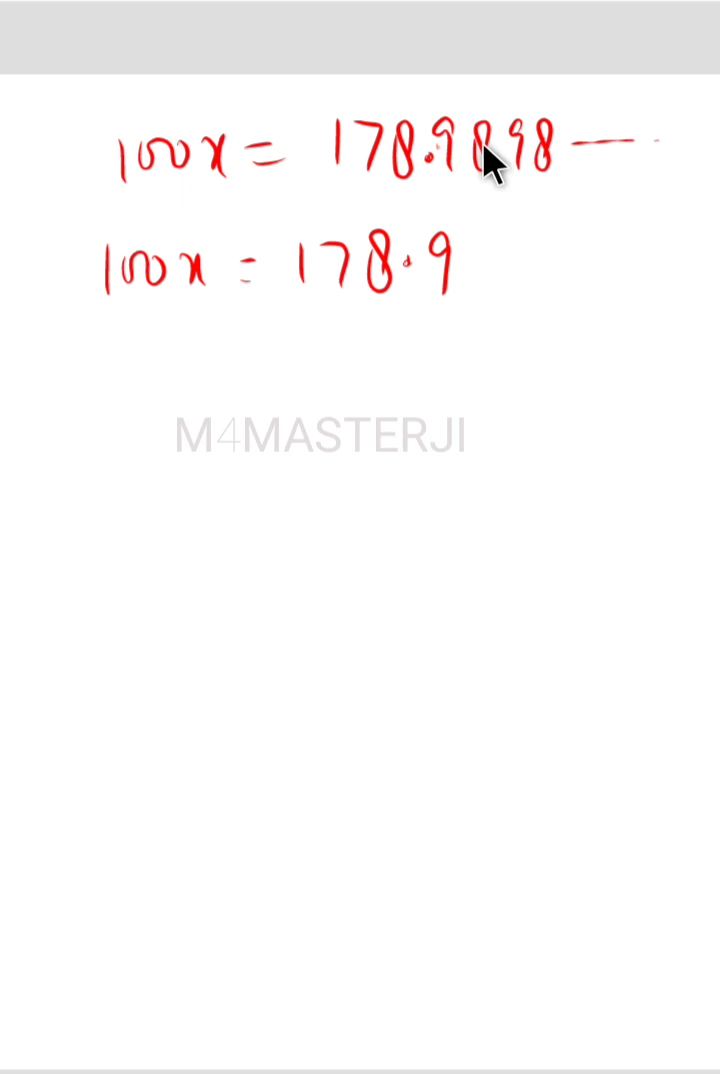 100x = 178.9898 ---
100x = 178.9
M4MASTERJI